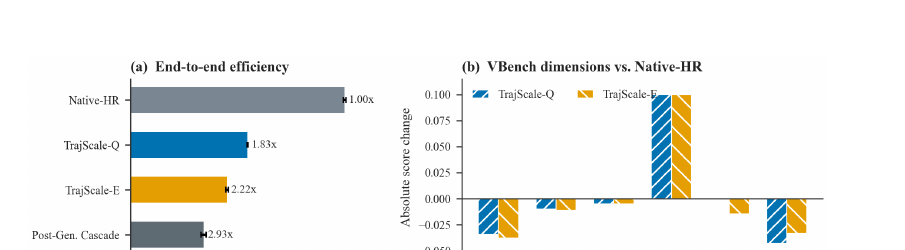 (a) End-to-end efficiency
Native-HR
1.00x
TrajScale-Q
1.83x
TrajScale-E
2.22x
Post-Gen. Cascade
2.93x
(b) VBench dimensions vs. Native-HR
TrajScale-Q
TrajScale-E
Absolute score change
0.100
0.075
0.050
0.025
0.000
−0.025